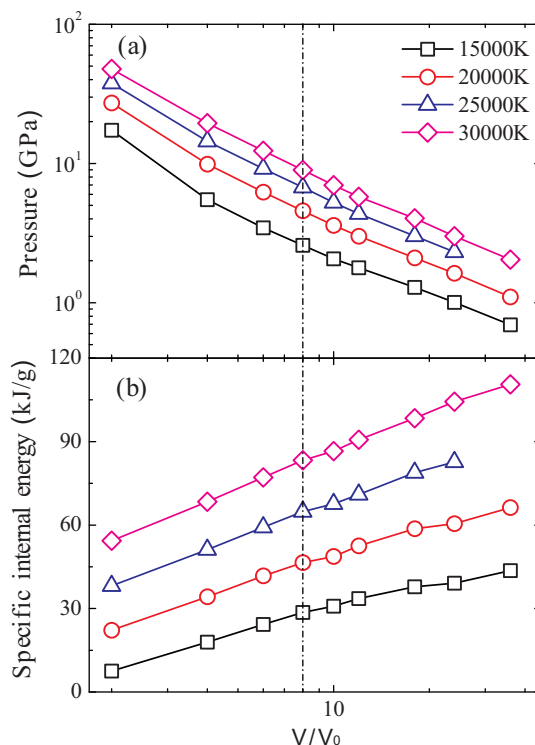 10²
(a)
15000K
20000K
25000K
30000K
10¹
10⁰
Pressure (GPa)
120
(b)
90
60
30
0
Specific internal energy (kJ/g)
10
V/V₀